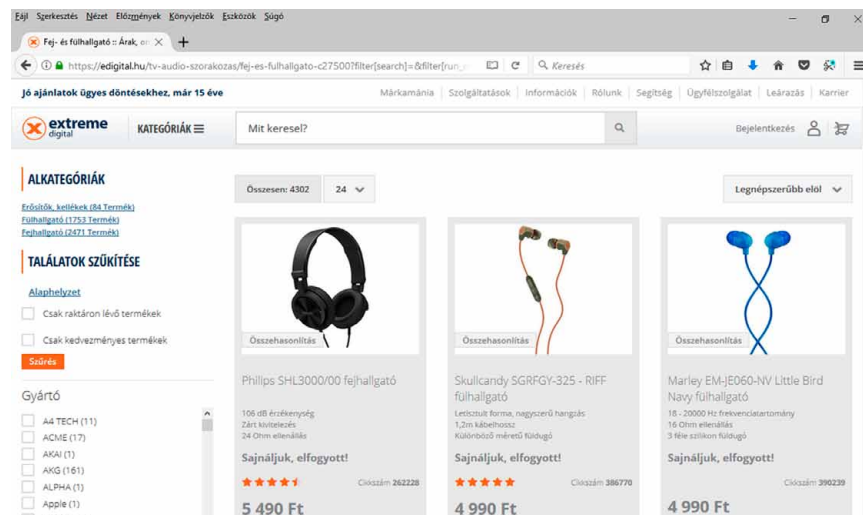 Fájl Szerkesztés Nézet Előzmények Könyvjelzők Eszközök Súgó
Fej- és fülhallgató :: Árak,
https://edigital.hu/tv-audio-szorakozas/fej-es-fulhallgato-c27500?filter[search]=&filter[run_
Keresés
Jó ajánlatok ügyes döntésekhez, már 15 éve
Márkamánia Szolgáltatások Információk Rólunk Segítség Ügyfélszolgálat Leárazás Karrier
extreme
digital
KATEGÓRIÁK
Mit keresel?
Bejelentkezés
ALKATEGÓRIÁK
Erősítők, kellékek (84 Termék)
Fülhallgató (1753 Termék)
Fejhallgató (2471 Termék)
TALÁLATOK SZŰKÍTÉSE
Alaphelyzet
Csak raktáron lévő termékek
Csak kedvezményes termékek
Szűrés
Gyártó
A4 TECH (11)
ACME (17)
AKAI (1)
AKG (161)
ALPHA (1)
Apple (1)
Összesen: 4302
24
Legnépszerűbb elöl
Összehasonlítás
Philips SHL3000/00 fejhallgató
106 dB érzékenység
Zárt kivitelezés
24 Ohm ellenállás
Sajnáljuk, elfogyott!
Cikkszám 262228
5 490 Ft
Összehasonlítás
Skullcandy SGRFGY-325 - RIFF
fülhallgató
Letisztult forma, nagyszerű hangzás
1,2m kábelhossz
Különböző méretű füldugó
Sajnáljuk, elfogyott!
Cikkszám 386770
4 990 Ft
Összehasonlítás
Marley EM-JE060-NV Little Bird
Navy fülhallgató
18 - 20000 Hz frekvenciatartomány
16 Ohm ellenállás
3 féle szilikon füldugó
Sajnáljuk, elfogyott!
Cikkszám 390239
4 990 Ft